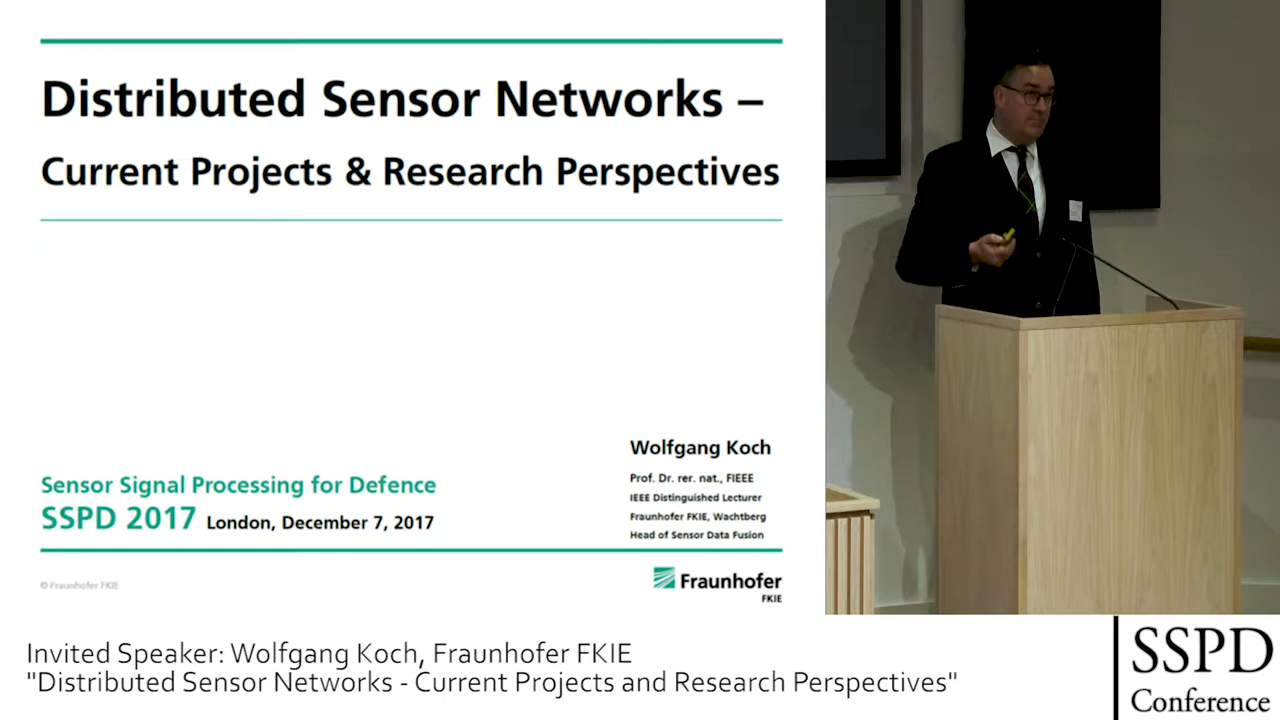 Distributed Sensor Networks –
Current Projects & Research Perspectives
Wolfgang Koch
Prof. Dr. rer. nat., FIEEE
IEEE Distinguished Lecturer
Fraunhofer FKIE, Wachtberg
Head of Sensor Data Fusion
Sensor Signal Processing for Defence
SSPD 2017 London, December 7, 2017
© Fraunhofer FKIE
Fraunhofer
FKIE
Invited Speaker: Wolfgang Koch, Fraunhofer FKIE
"Distributed Sensor Networks - Current Projects and Research Perspectives"
SSPD
Conference